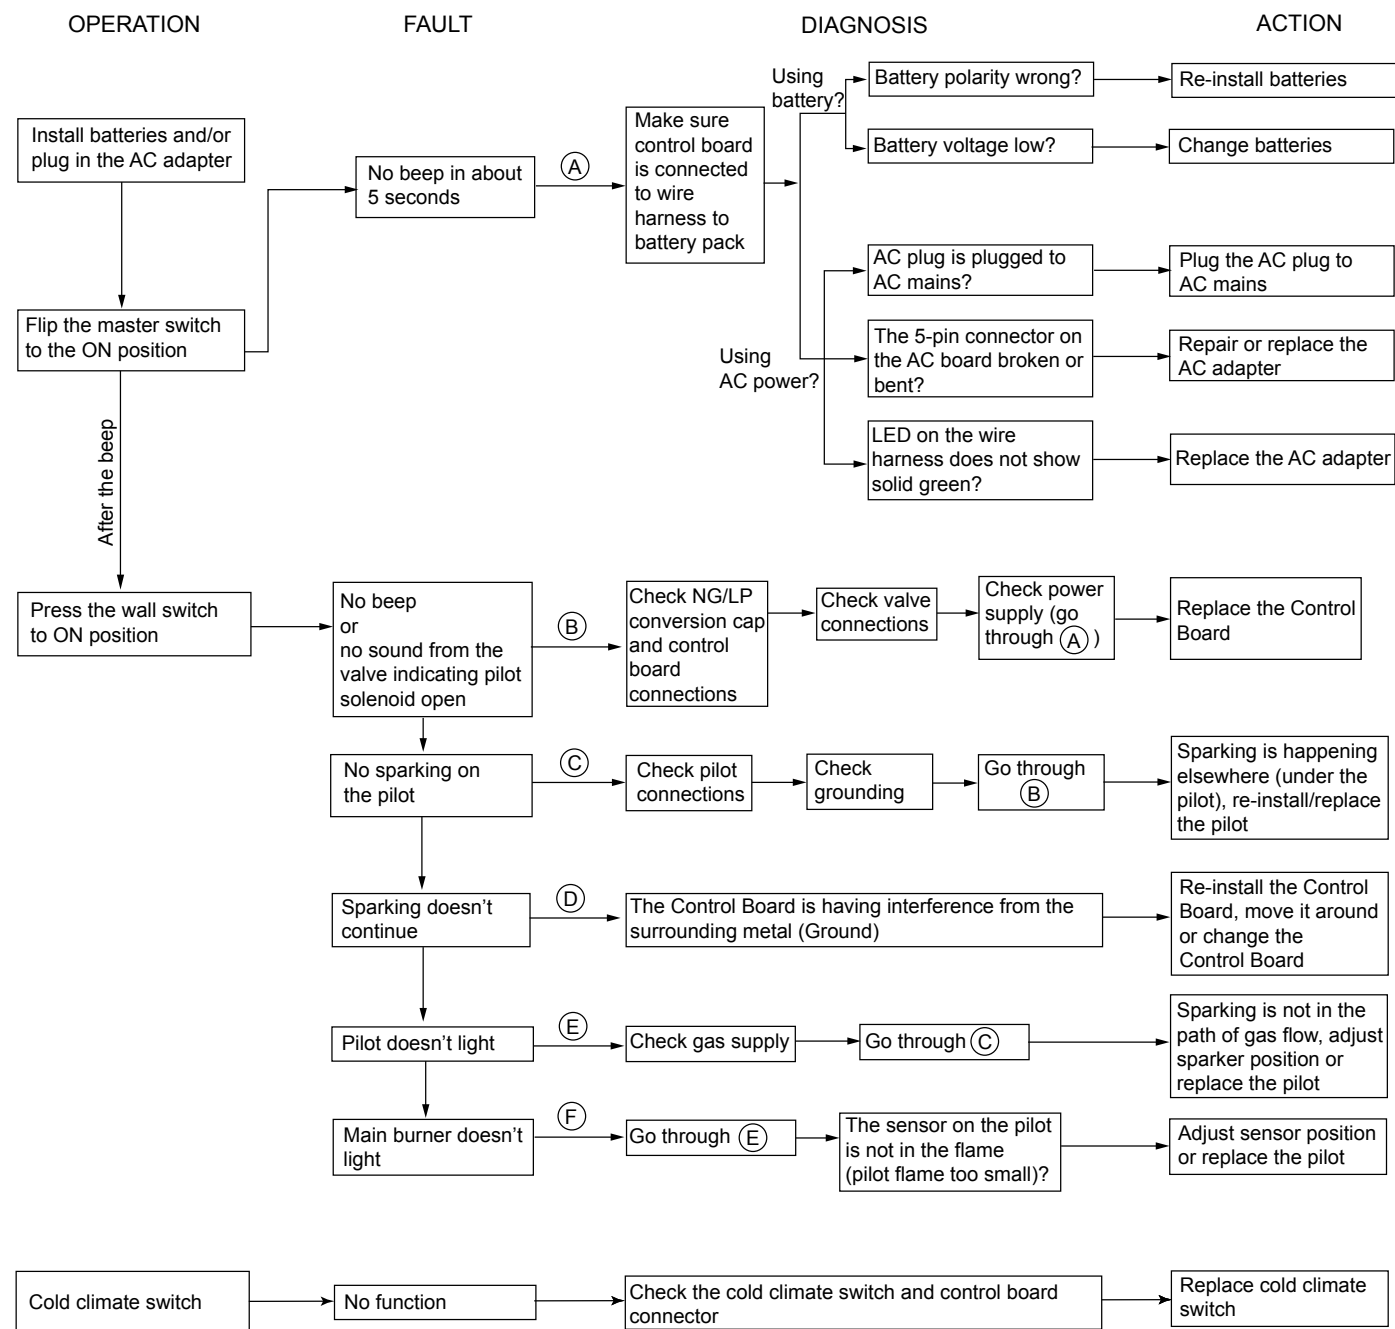 OPERATION
FAULT
DIAGNOSIS
ACTION
Install batteries and/or
plug in the AC adapter
Flip the master switch
to the ON position
No beep in about
5 seconds
A
Make sure
control board
is connected
to wire
harness to
battery pack
Using
battery?
Battery polarity wrong?
Re-install batteries
Battery voltage low?
Change batteries
Using
AC power?
AC plug is plugged to
AC mains?
Plug the AC plug to
AC mains
The 5-pin connector on
the AC board broken or
bent?
Repair or replace the
AC adapter
LED on the wire
harness does not show
solid green?
Replace the AC adapter
After the beep
Press the wall switch
to ON position
No beep
or
no sound from the
valve indicating pilot
solenoid open
B
Check NG/LP
conversion cap
and control
board
connections
Check valve
connections
Check power
supply (go
through A )
Replace the Control
Board
No sparking on
the pilot
C
Check pilot
connections
Check
grounding
Go through
B
Sparking is happening
elsewhere (under the
pilot), re-install/replace
the pilot
Sparking doesn't
continue
D
The Control Board is having interference from the
surrounding metal (Ground)
Re-install the Control
Board, move it around
or change the
Control Board
Pilot doesn't light
E
Check gas supply
Go through C
Sparking is not in the
path of gas flow, adjust
sparker position or
replace the pilot
Main burner doesn't
light
F
Go through E
The sensor on the pilot
is not in the flame
(pilot flame too small)?
Adjust sensor position
or replace the pilot
Cold climate switch
No function
Check the cold climate switch and control board
connector
Replace cold climate
switch